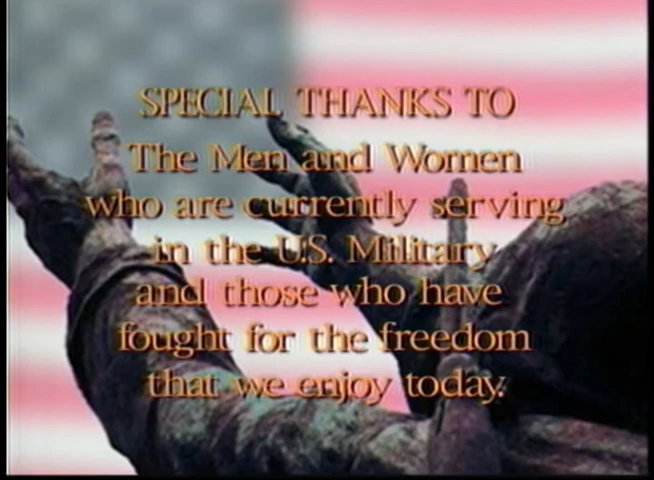 SPECIAL THANKS TO
The Men and Women
who are currently serving
in the U.S. Military
and those who have
fought for the freedom
that we enjoy today.